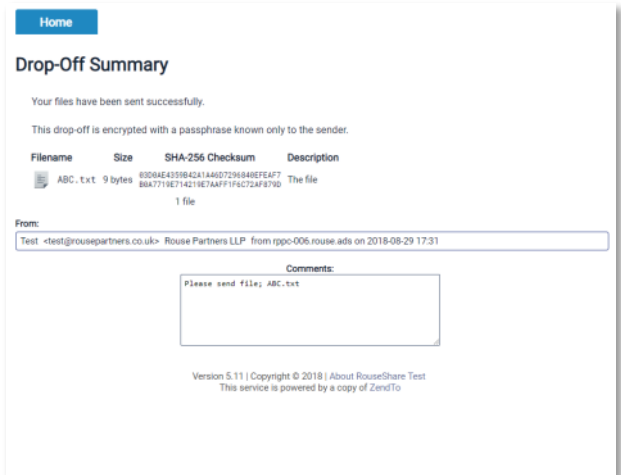 Home
Drop-Off Summary
Your files have been sent successfully.
This drop-off is encrypted with a passphrase known only to the sender.
Filename Size SHA-256 Checksum Description
ABC.txt 9 bytes The file
1 file
From:
Test <test@rousepartners.co.uk> Rouse Partners LLP from rppc-006.rouse.ads on 2018-08-29 17:31
Comments:
Please send file; ABC.txt
Version 5.11 | Copyright © 2018 | About RouseShare Test
This service is powered by a copy of ZendTo